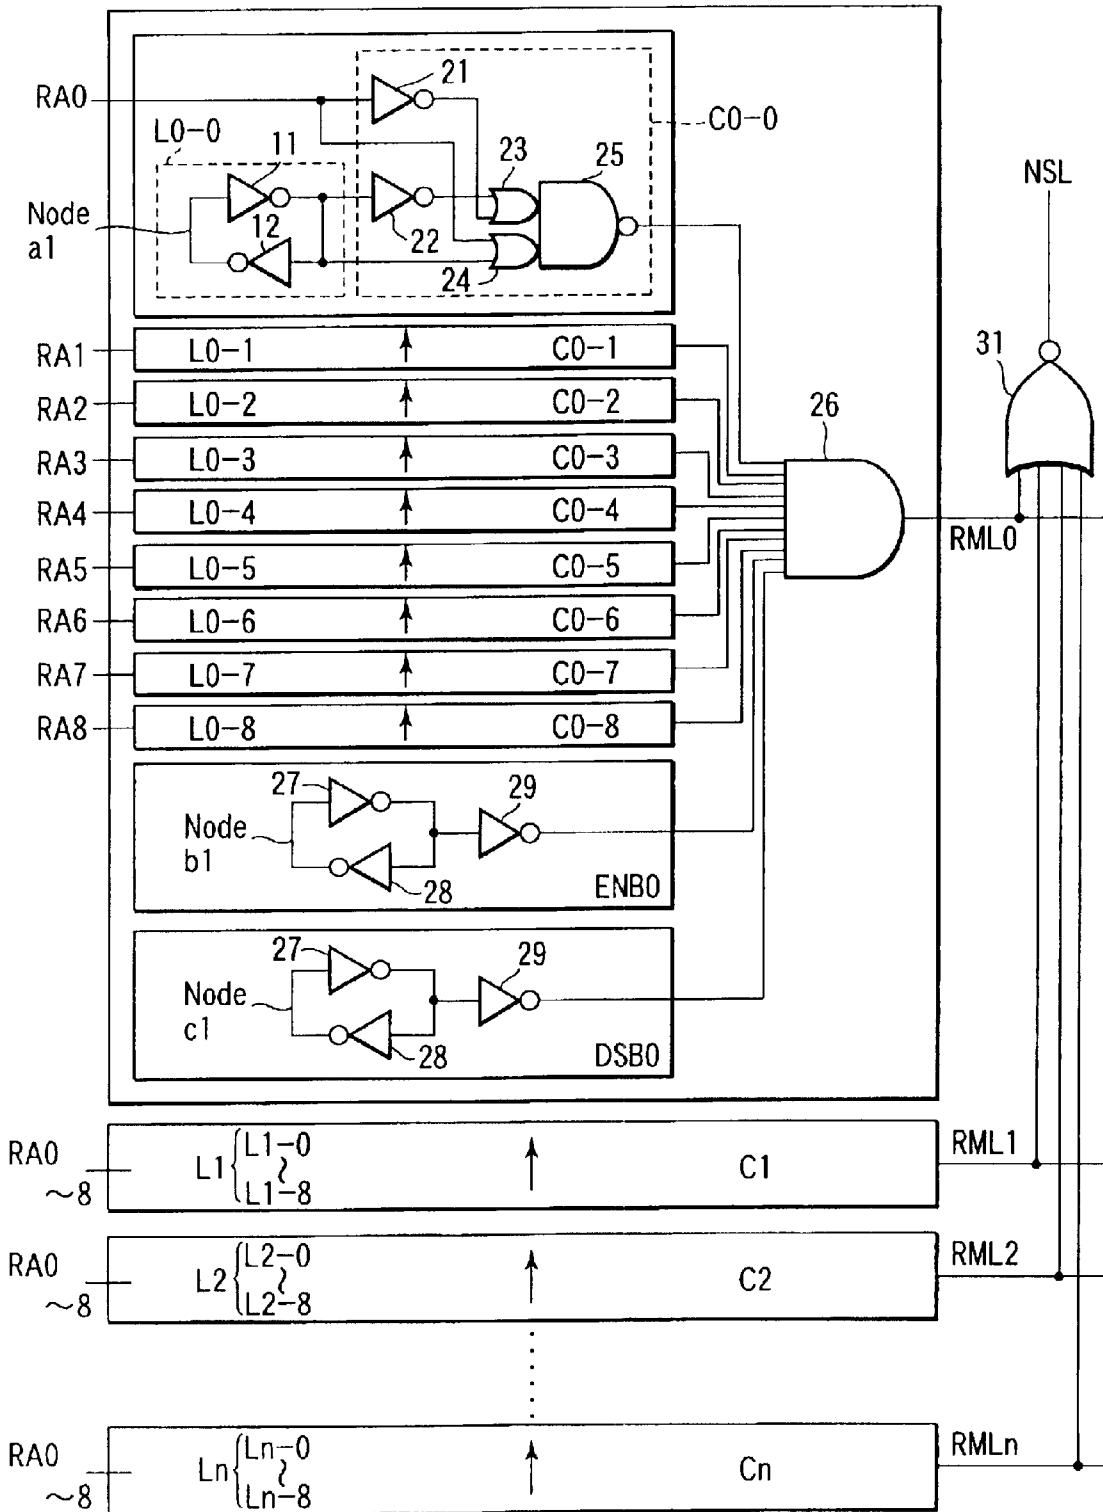 RA0
21
C0-0
L0-0
11
23
25
NSL
Node
a1
12
22
24
31
RA1
L0-1
C0-1
RA2
L0-2
C0-2
26
RA3
L0-3
C0-3
RA4
L0-4
C0-4
RML0
RA5
L0-5
C0-5
RA6
L0-6
C0-6
RA7
L0-7
C0-7
RA8
L0-8
C0-8
27
29
Node
b1
28
ENB0
27
29
Node
c1
28
DSB0
RA0
~8
L1
L1-0
~
L1-8
C1
RML1
RA0
~8
L2
L2-0
~
L2-8
C2
RML2
RA0
~8
Ln
Ln-0
~
Ln-8
Cn
RMLn